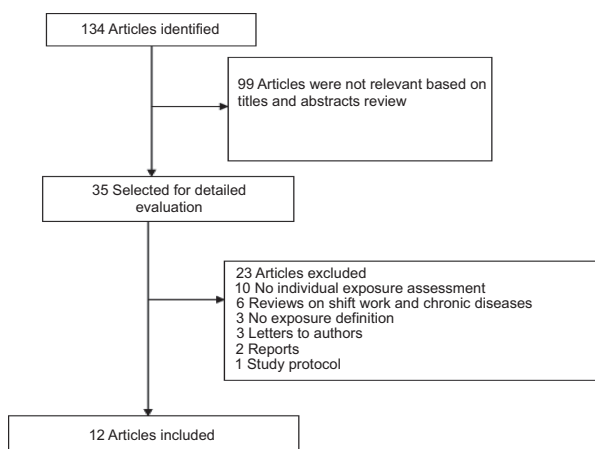 134 Articles identified
99 Articles were not relevant based on
titles and abstracts review
35 Selected for detailed
evaluation
23 Articles excluded
10 No individual exposure assessment
6 Reviews on shift work and chronic diseases
3 No exposure definition
3 Letters to authors
2 Reports
1 Study protocol
12 Articles included